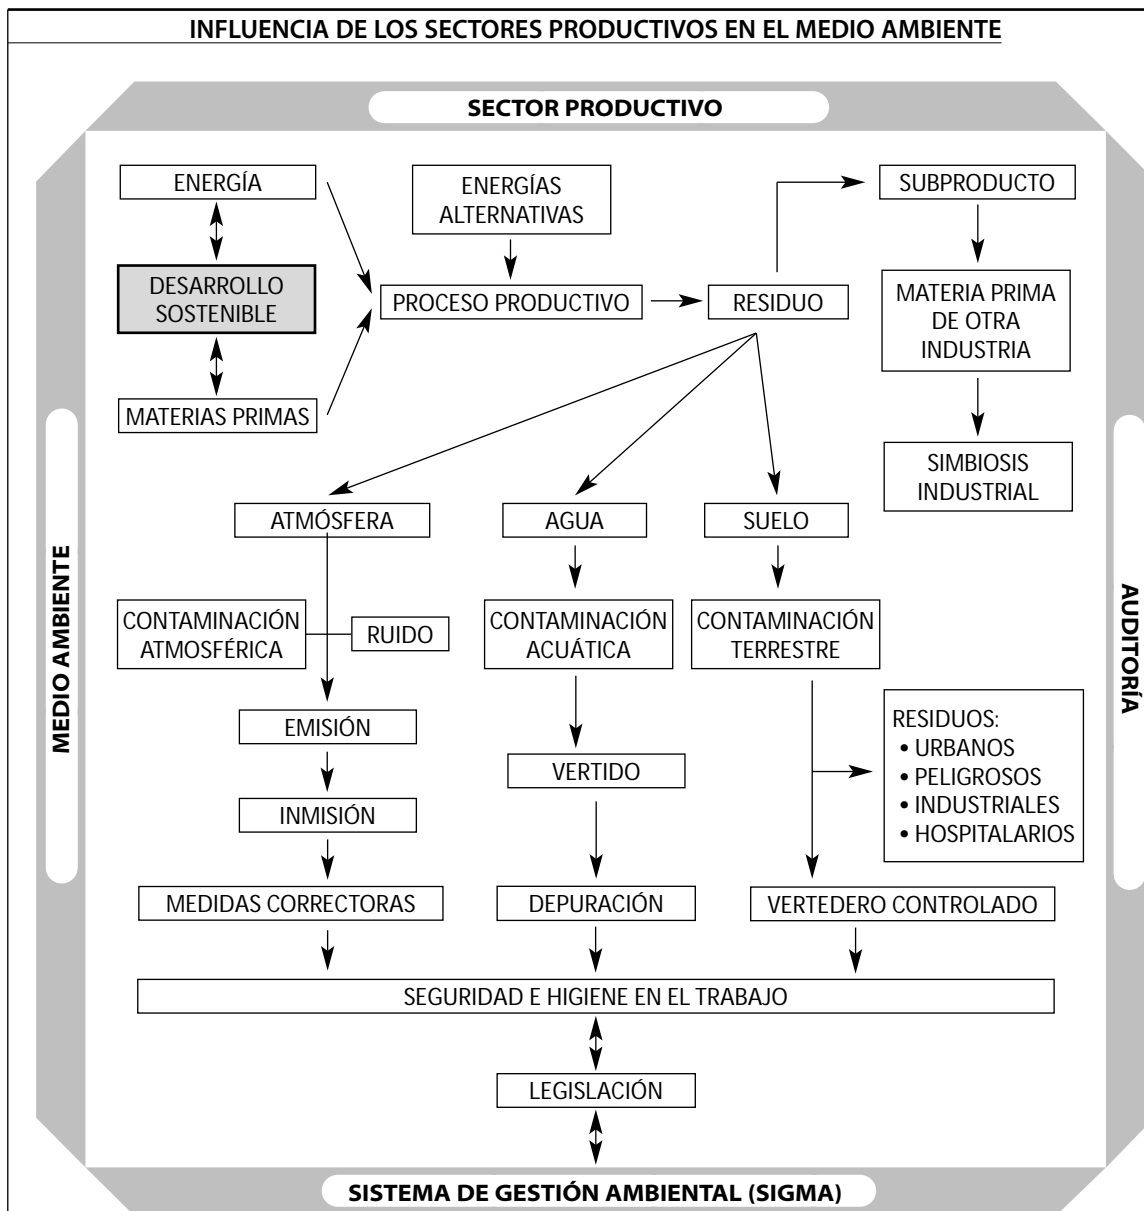 INFLUENCIA DE LOS SECTORES PRODUCTIVOS EN EL MEDIO AMBIENTE
SECTOR PRODUCTIVO
ENERGÍA
ENERGÍAS
ALTERNATIVAS
SUBPRODUCTO
DESARROLLO
SOSTENIBLE
PROCESO PRODUCTIVO
RESIDUO
MATERIA PRIMA
DE OTRA
INDUSTRIA
MATERIAS PRIMAS
SIMBIOSIS
INDUSTRIAL
ATMÓSFERA
AGUA
SUELO
CONTAMINACIÓN
ATMOSFÉRICA
RUIDO
CONTAMINACIÓN
ACUÁTICA
CONTAMINACIÓN
TERRESTRE
MEDIO AMBIENTE
AUDITORÍA
EMISIÓN
VERTIDO
RESIDUOS:
• URBANOS
• PELIGROSOS
• INDUSTRIALES
• HOSPITALARIOS
INMISIÓN
MEDIDAS CORRECTORAS
DEPURACIÓN
VERTEDERO CONTROLADO
SEGURIDAD E HIGIENE EN EL TRABAJO
LEGISLACIÓN
SISTEMA DE GESTIÓN AMBIENTAL (SIGMA)